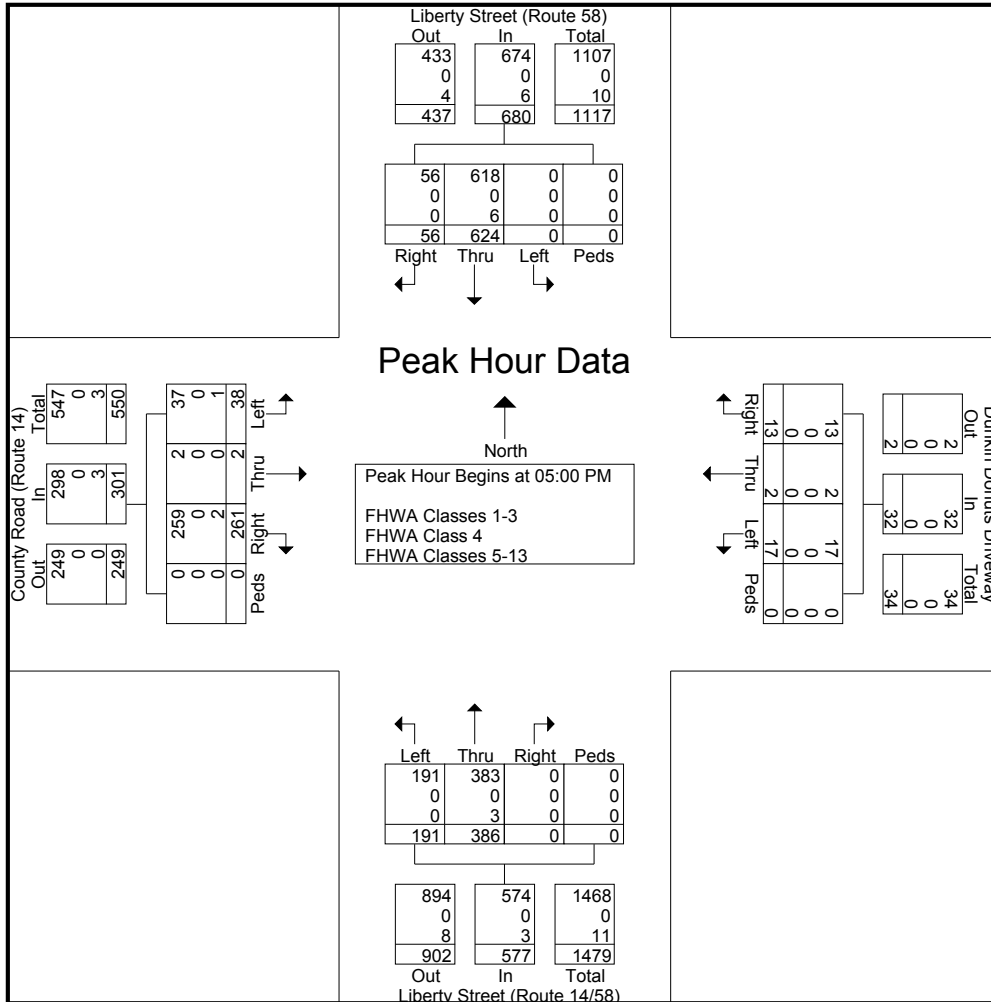 Liberty Street (Route 58)
Out In Total
433 674 1107
0 0 0
4 6 10
437 680 1117
56 618 0 0
0 0 0 0
0 6 0 0
56 624 0 0
Right Thru Left Peds
Peak Hour Data
North
Peak Hour Begins at 05:00 PM
FHWA Classes 1-3
FHWA Class 4
FHWA Classes 5-13
County Road (Route 14)
Out In Total
249 298 547
0 0 0
0 3 3
249 301 550
0 259 2 37
0 0 0 0
0 2 0 1
0 261 2 38
Peds Right Thru Left
Dunkin Donuts Driveway
Out In Total
2 32 34
0 0 0
0 0 0
2 32 34
13 2 17 0
0 0 0 0
0 0 0 0
13 2 17 0
Right Thru Left Peds
Left Thru Right Peds
191 383 0 0
0 0 0 0
0 3 0 0
191 386 0 0
894 574 1468
0 0 0
8 3 11
902 577 1479
Out In Total
Liberty Street (Route 14/58)